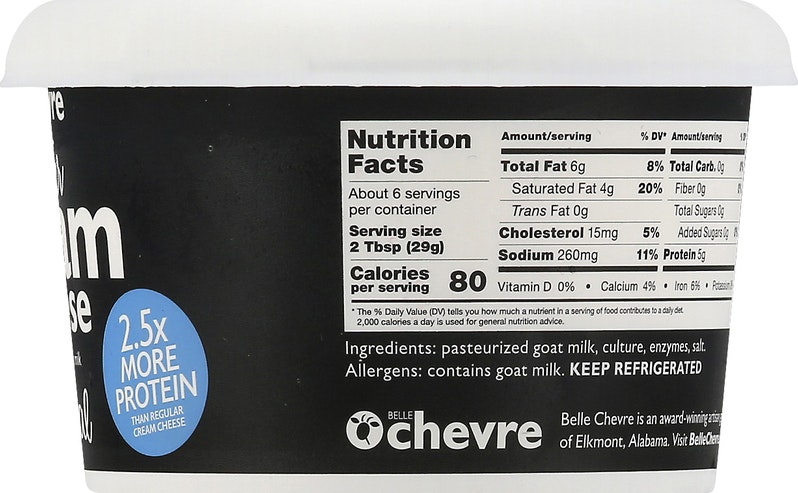 2.5x
MORE
PROTEIN
THAN REGULAR
CREAM CHEESE
Nutrition
Facts
About 6 servings
per container
Serving size
2 Tbsp (29g)
Calories
per serving 80
Amount/serving % DV*
Total Fat 6g 8%
Saturated Fat 4g 20%
Trans Fat 0g
Cholesterol 15mg 5%
Sodium 260mg 11%
Amount/serving
Total Carb. 0g
Fiber 0g
Total Sugars 0g
Added Sugars 0g
Protein 5g
Vitamin D 0% • Calcium 4% • Iron 6% •
* The % Daily Value (DV) tells you how much a nutrient in a serving of food contributes to a daily diet.
2,000 calories a day is used for general nutrition advice.
Ingredients: pasteurized goat milk, culture, enzymes, salt.
Allergens: contains goat milk. KEEP REFRIGERATED
BELLE
chevre
Belle Chevre is an award-winning
of Elkmont, Alabama. Visit